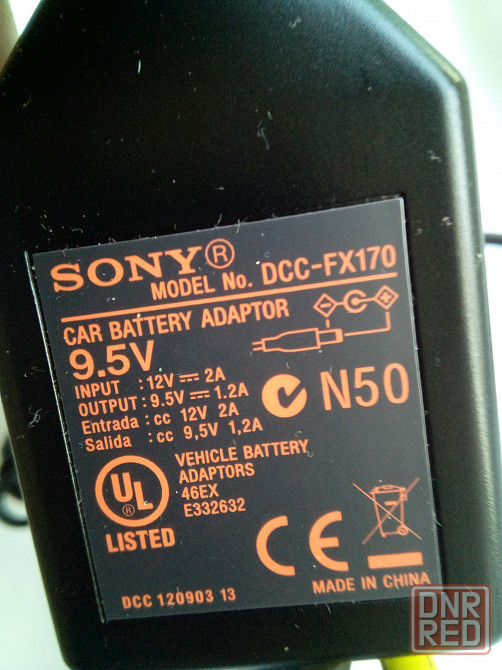 SONY®
MODEL No. DCC-FX170
CAR BATTERY ADAPTOR
9.5V
INPUT : 12V ⎓ 2A
OUTPUT : 9.5V ⎓ 1.2A
Entrada : cc 12V 2A
Salida : cc 9,5V 1,2A
N50
UL
®
LISTED
VEHICLE BATTERY
ADAPTORS
46EX
E332632
CE
DCC 120903 13
MADE IN CHINA
DNR
RED